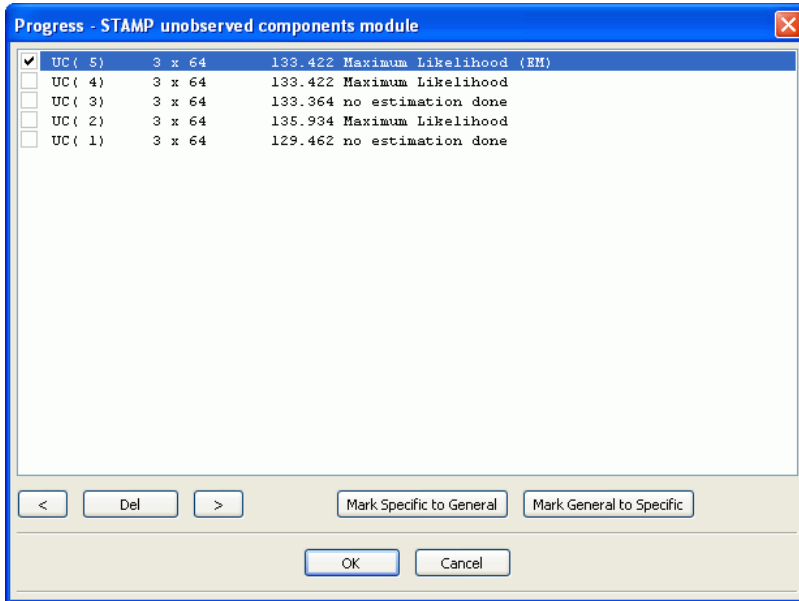 Progress - STAMP unobserved components module
UC( 5) 3 x 64 133.422 Maximum Likelihood (EM)
UC( 4) 3 x 64 133.422 Maximum Likelihood
UC( 3) 3 x 64 133.364 no estimation done
UC( 2) 3 x 64 135.934 Maximum Likelihood
UC( 1) 3 x 64 129.462 no estimation done
< Del > Mark Specific to General Mark General to Specific
OK Cancel